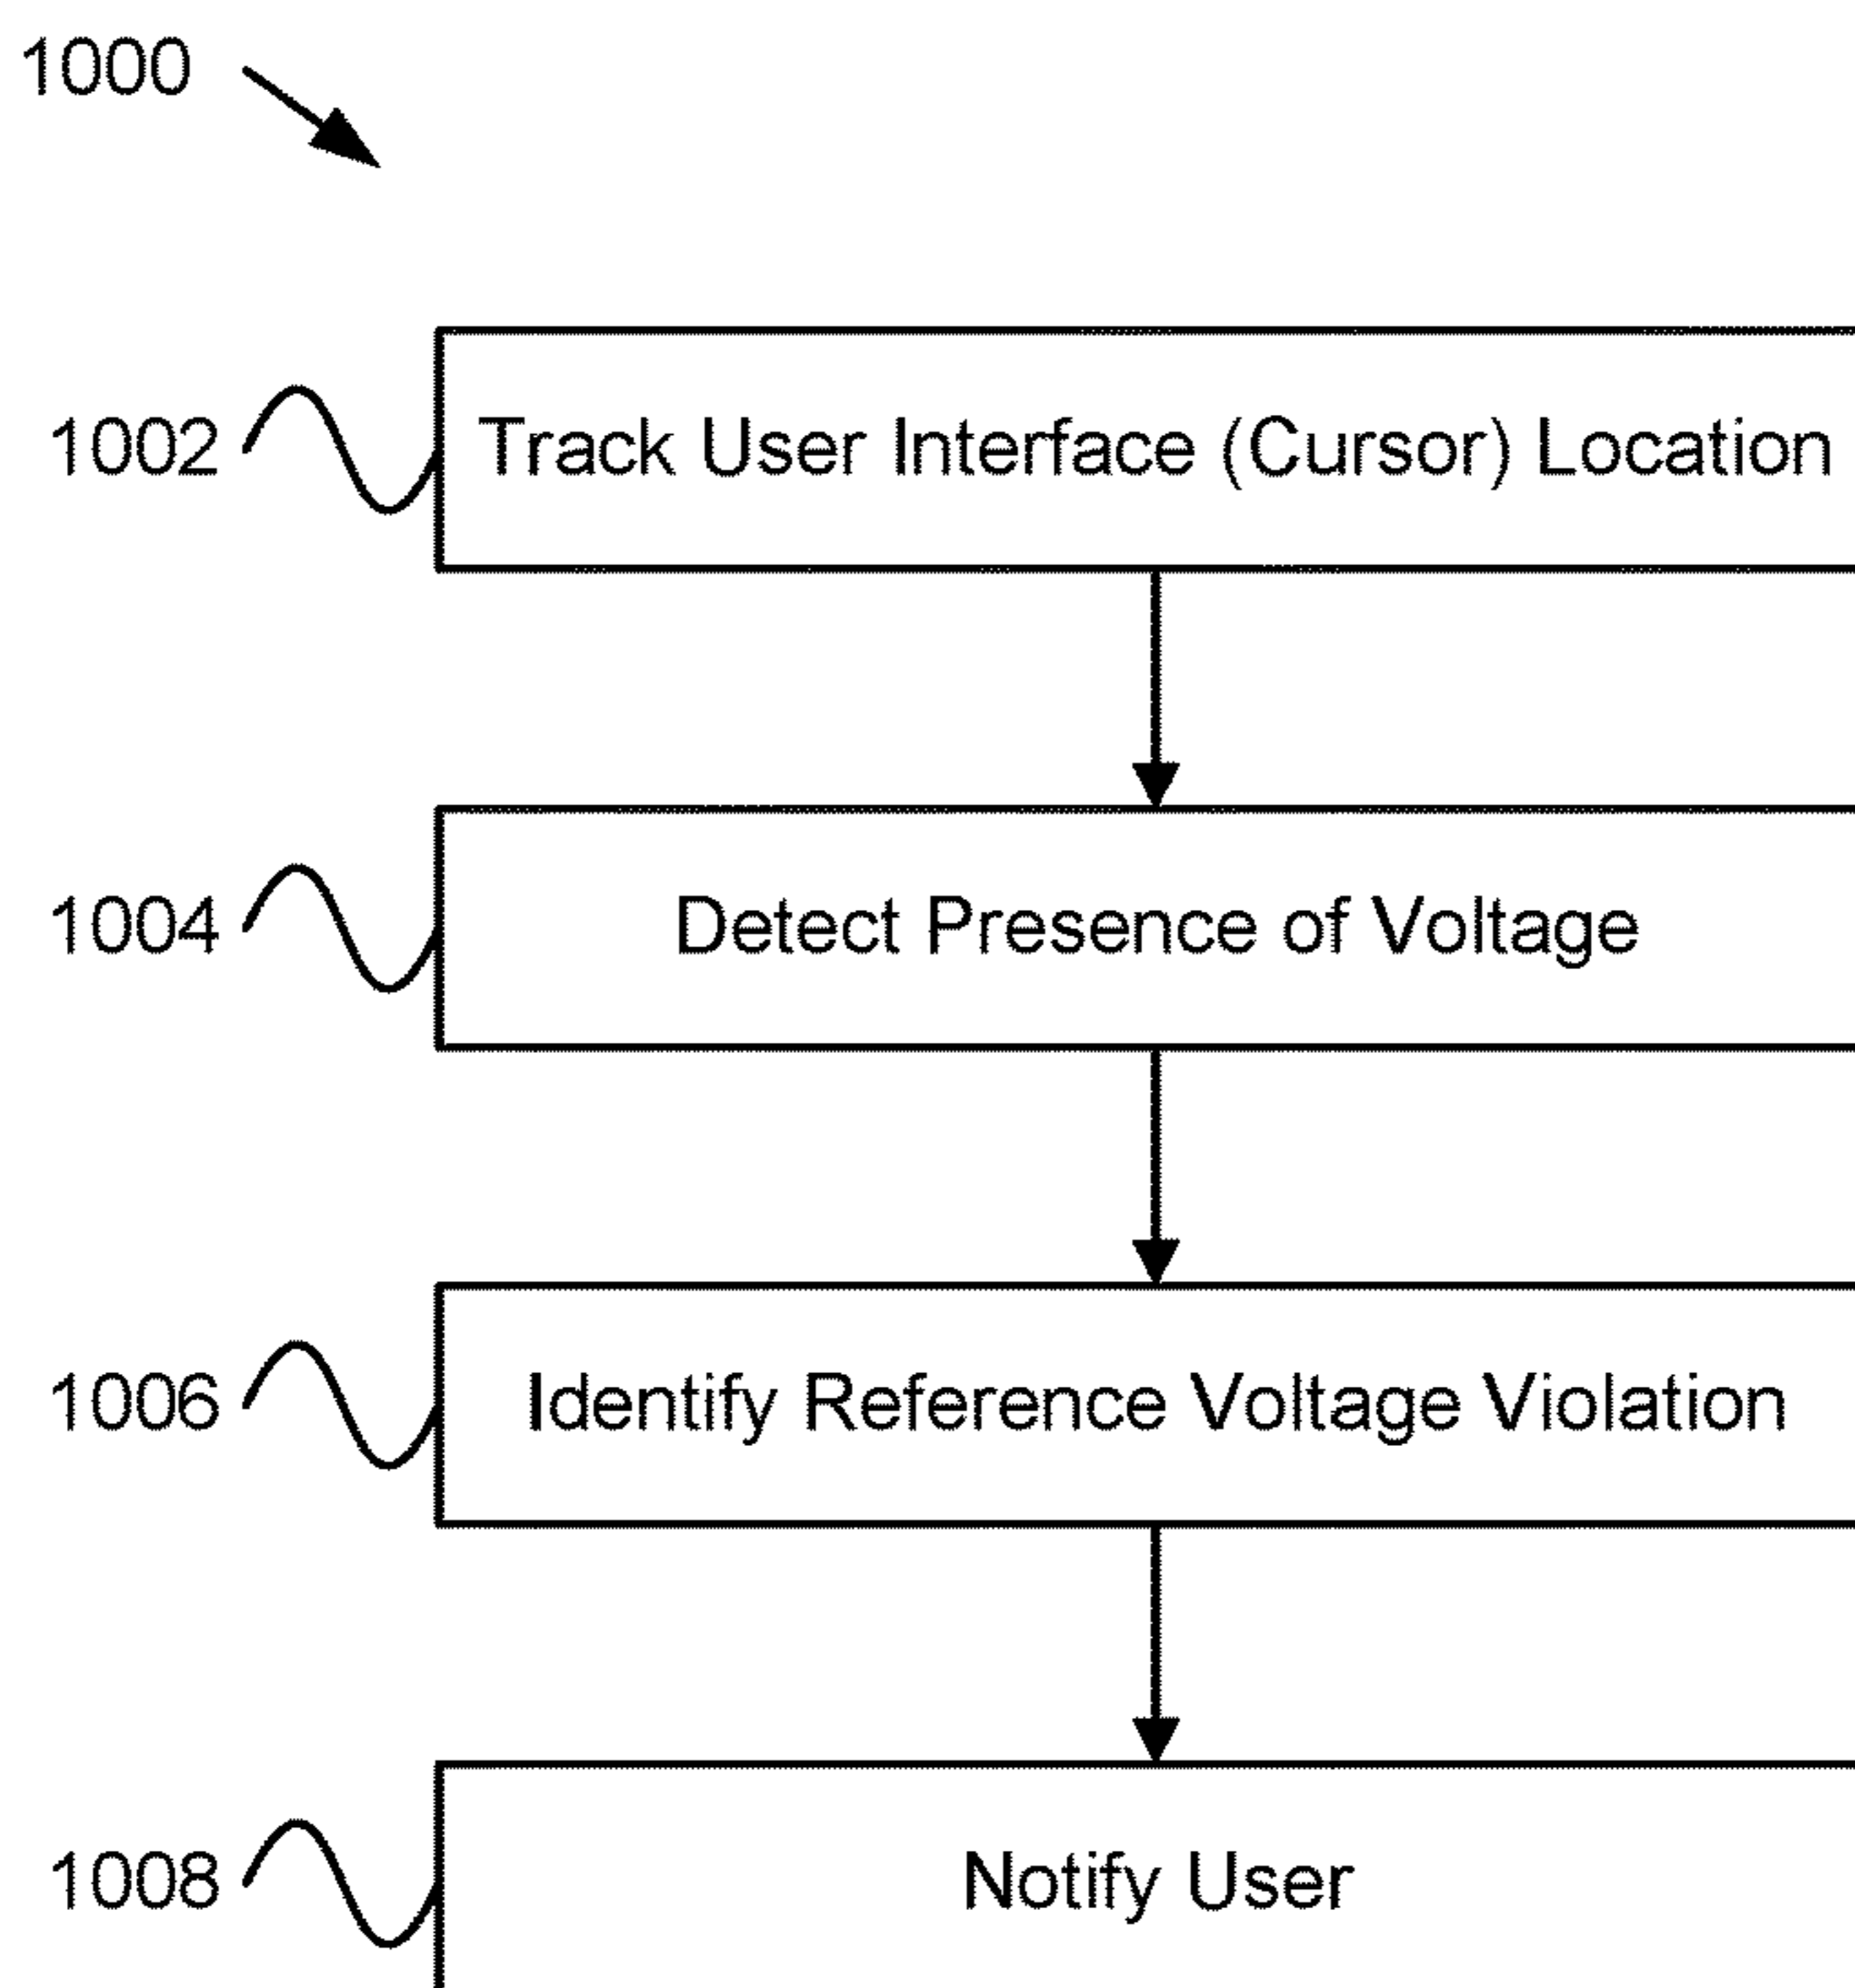 1000
1002 Track User Interface (Cursor) Location
1004 Detect Presence of Voltage
1006 Identify Reference Voltage Violation
1008 Notify User